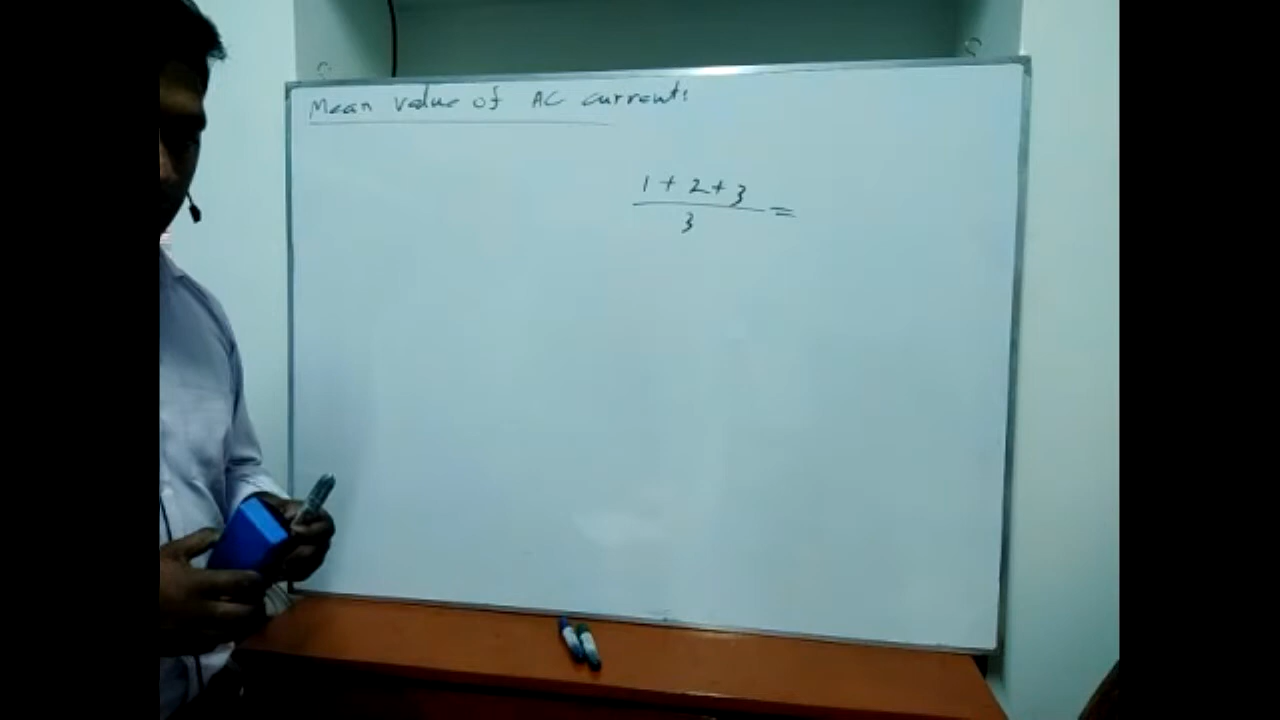 Mean value of AC current:
1 + 2 + 3
3
=